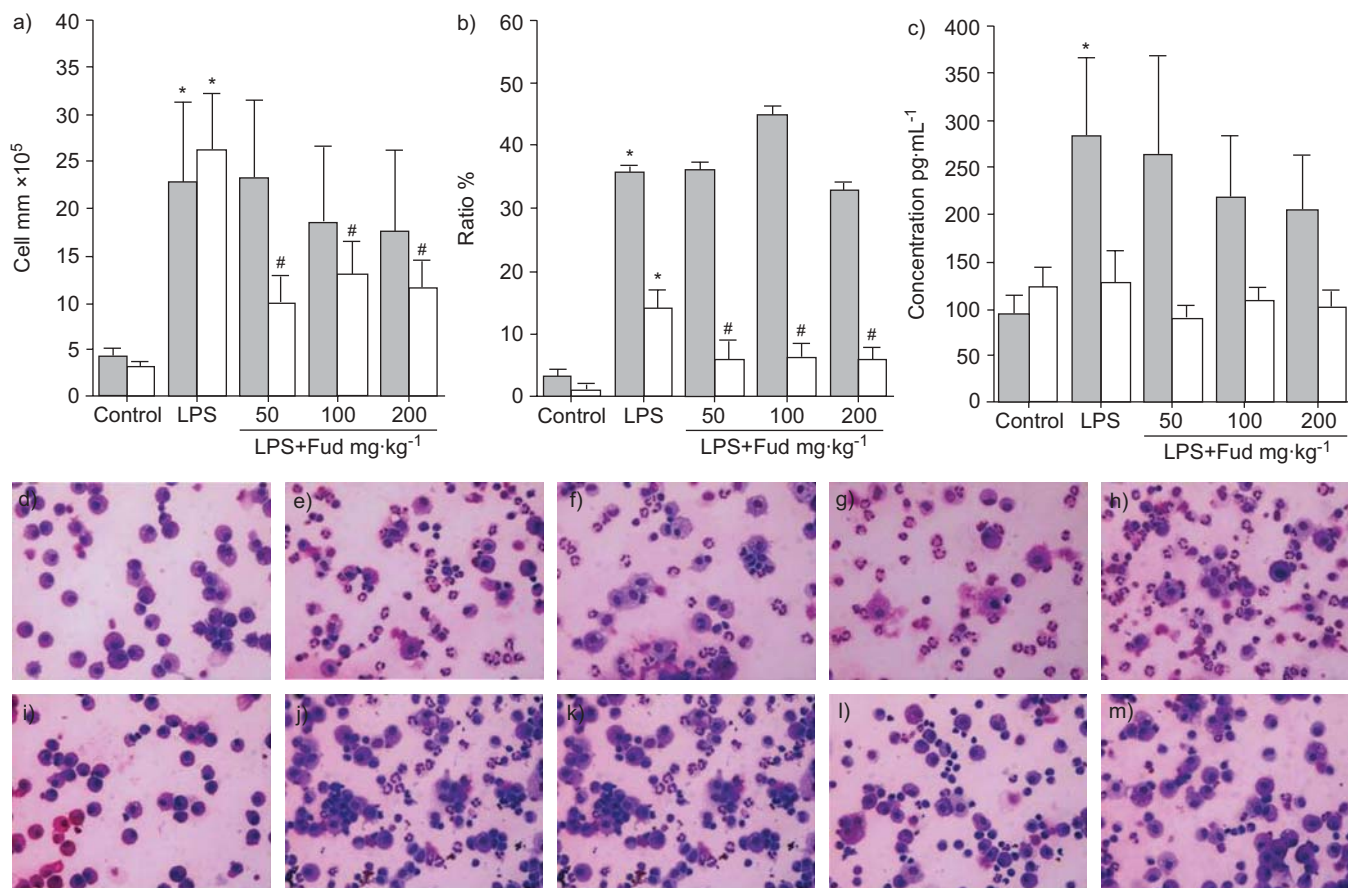 a)
Cell mm ×10⁵
40
35
30
25
20
15
10
5
0
* *
# # #
Control LPS 50 100 200
LPS+Fud mg·kg⁻¹
b)
Ratio %
60
50
40
30
20
10
0
* *
# # #
Control LPS 50 100 200
LPS+Fud mg·kg⁻¹
c)
Concentration pg·mL⁻¹
400
350
300
250
200
150
100
50
0
*
Control LPS 50 100 200
LPS+Fud mg·kg⁻¹
d) e) f) g) h)
i) j) k) l) m)